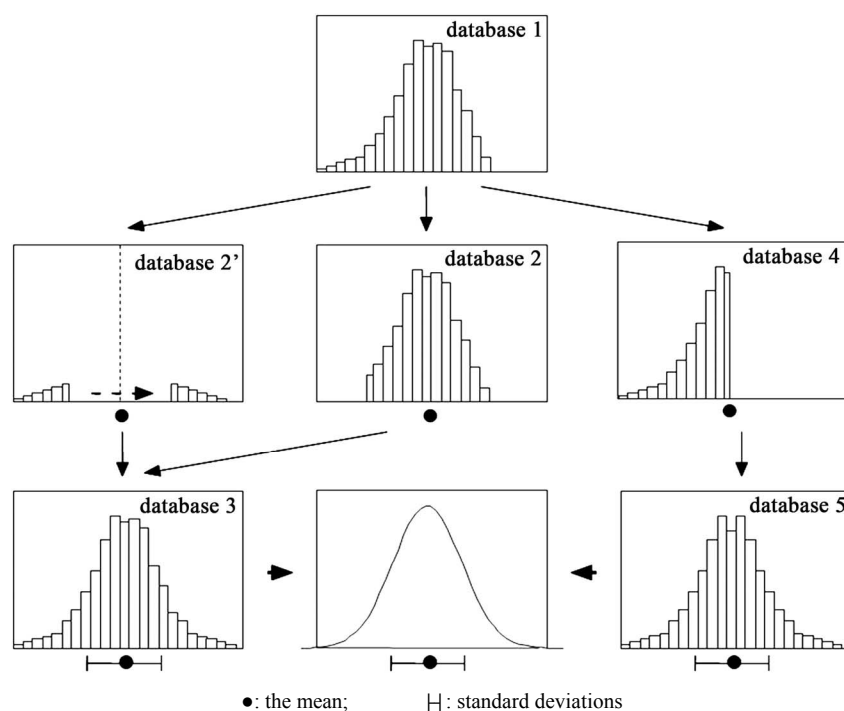 database 1
database 2’
database 2
database 4
database 3
database 5
●: the mean; H: standard deviations